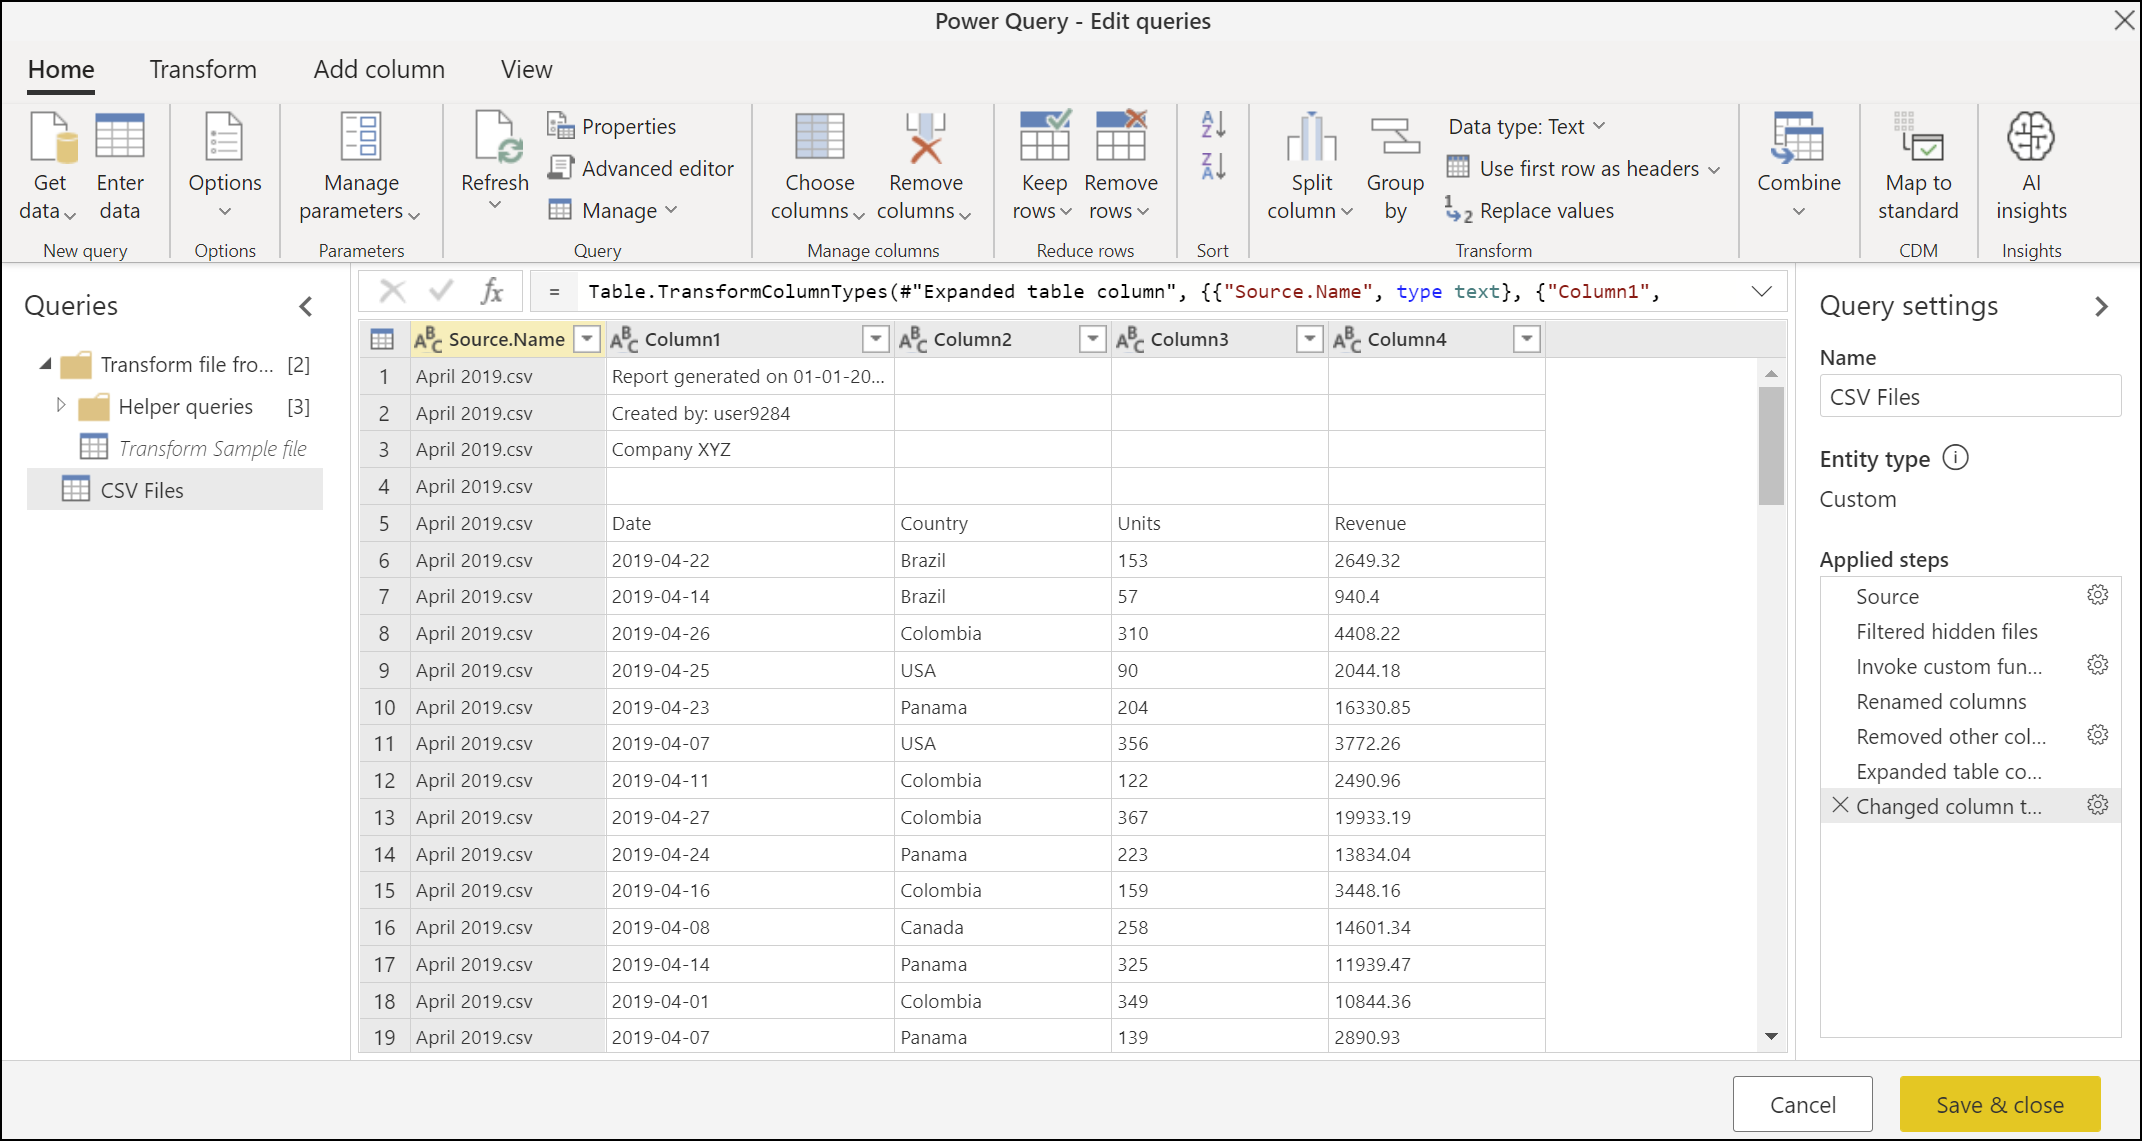 Power Query - Edit queries
Home Transform Add column View
Get data
Enter data
New query
Options
Options
Manage parameters
Parameters
Refresh
Properties
Advanced editor
Manage
Query
Choose columns
Remove columns
Manage columns
Keep rows
Remove rows
Reduce rows
Sort
Split column
Group by
Data type: Text
Use first row as headers
Replace values
Transform
Combine
Map to standard
CDM
AI insights
Insights
Queries
Transform file fro... [2]
Helper queries [3]
Transform Sample file
CSV Files
fx = Table.TransformColumnTypes(#"Expanded table column", {{"Source.Name", type text}, {"Column1",
Source.Name Column1 Column2 Column3 Column4
1 April 2019.csv Report generated on 01-01-20...
2 April 2019.csv Created by: user9284
3 April 2019.csv Company XYZ
4 April 2019.csv
5 April 2019.csv Date Country Units Revenue
6 April 2019.csv 2019-04-22 Brazil 153 2649.32
7 April 2019.csv 2019-04-14 Brazil 57 940.4
8 April 2019.csv 2019-04-26 Colombia 310 4408.22
9 April 2019.csv 2019-04-25 USA 90 2044.18
10 April 2019.csv 2019-04-23 Panama 204 16330.85
11 April 2019.csv 2019-04-07 USA 356 3772.26
12 April 2019.csv 2019-04-11 Colombia 122 2490.96
13 April 2019.csv 2019-04-27 Colombia 367 19933.19
14 April 2019.csv 2019-04-24 Panama 223 13834.04
15 April 2019.csv 2019-04-16 Colombia 159 3448.16
16 April 2019.csv 2019-04-08 Canada 258 14601.34
17 April 2019.csv 2019-04-14 Panama 325 11939.47
18 April 2019.csv 2019-04-01 Colombia 349 10844.36
19 April 2019.csv 2019-04-07 Panama 139 2890.93
Query settings
Name
CSV Files
Entity type
Custom
Applied steps
Source
Filtered hidden files
Invoke custom fun...
Renamed columns
Removed other col...
Expanded table co...
Changed column t...
Cancel Save & close